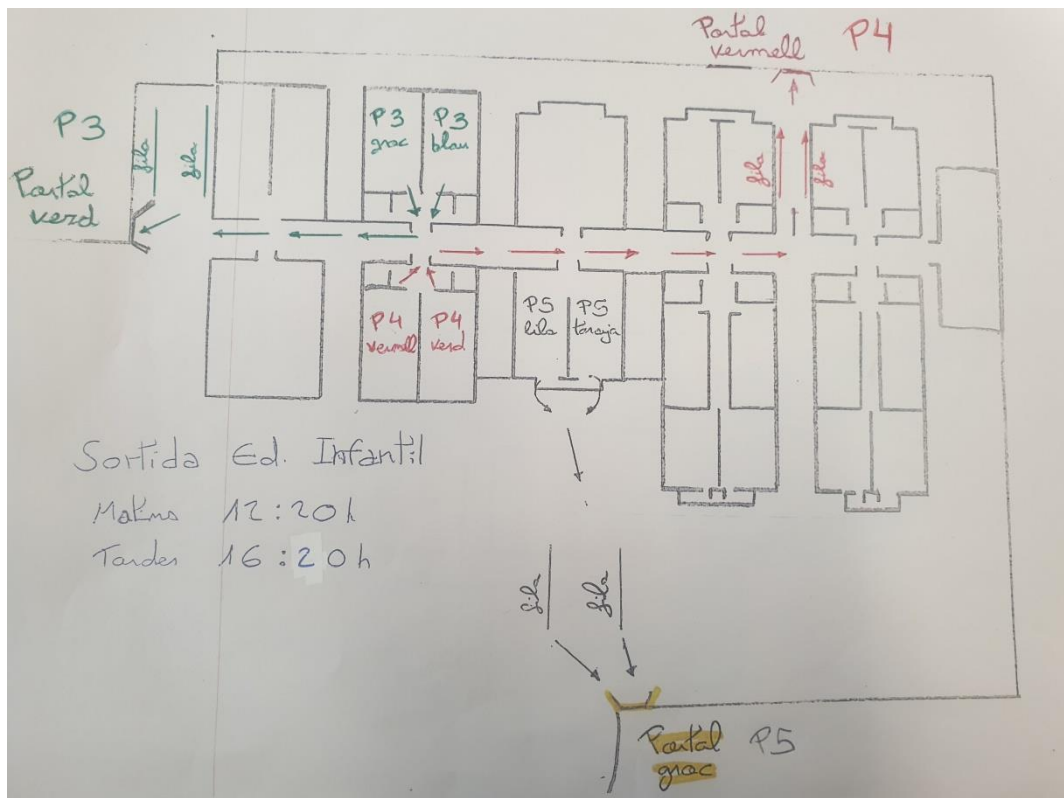 Portal
vermell
P4
P3
Portal
verd
fila
fila
P3
groc
P3
blau
fila
fila
P4
vermell
P4
verd
P5
lila
P5
taronja
Sortida Ed. Infantil
Matins 12:20h
Tardes 16:20h
fila
fila
Portal
groc
P5